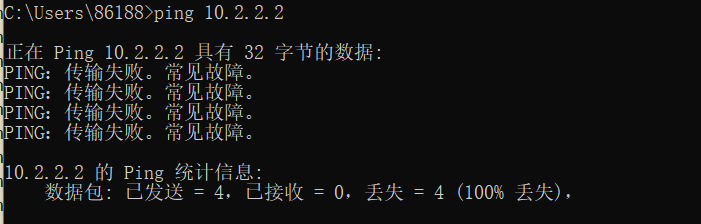 C:\Users\86188>ping 10.2.2.2
正在 Ping 10.2.2.2 具有 32 字节的数据:
PING：传输失败。常见故障。
PING：传输失败。常见故障。
PING：传输失败。常见故障。
PING：传输失败。常见故障。
10.2.2.2 的 Ping 统计信息:
数据包: 已发送 = 4，已接收 = 0，丢失 = 4 (100% 丢失)，